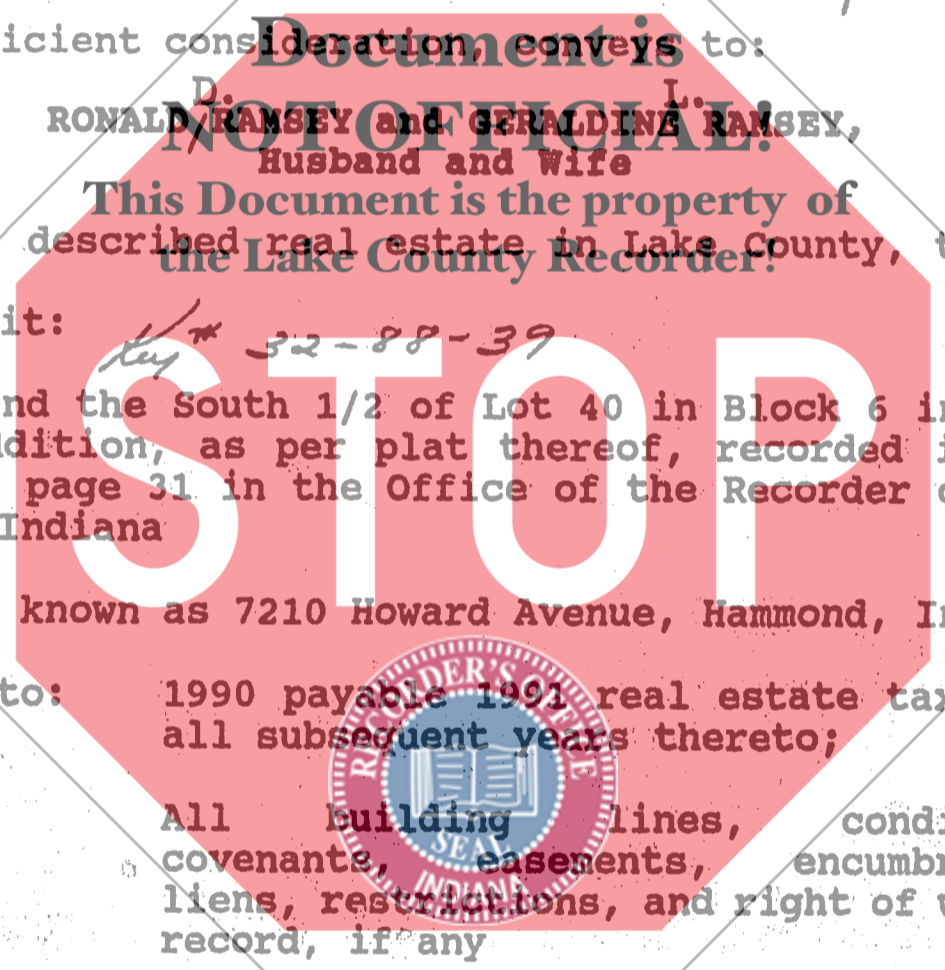 icient consideration, conveys to:
Document is
D. L.
RONALD RAMSEY and GERALDINE RAMSEY,
NOT OFFICIAL!
Husband and Wife
This Document is the property of
described real estate in Lake County, t
the Lake County Recorder!
it:
Key # 32-88-39
STOP
nd the South 1/2 of Lot 40 in Block 6 in
ddition, as per plat thereof, recorded i
page 31 in the Office of the Recorder
Indiana
known as 7210 Howard Avenue, Hammond, In
to: 1990 payable 1991 real estate tax
all subsequent years thereto;
RECORDER'S OFFICE
SEAL
INDIANA
All building lines, condi
covenants, easements, encumbr
liens, restrictions, and right of w
record, if any